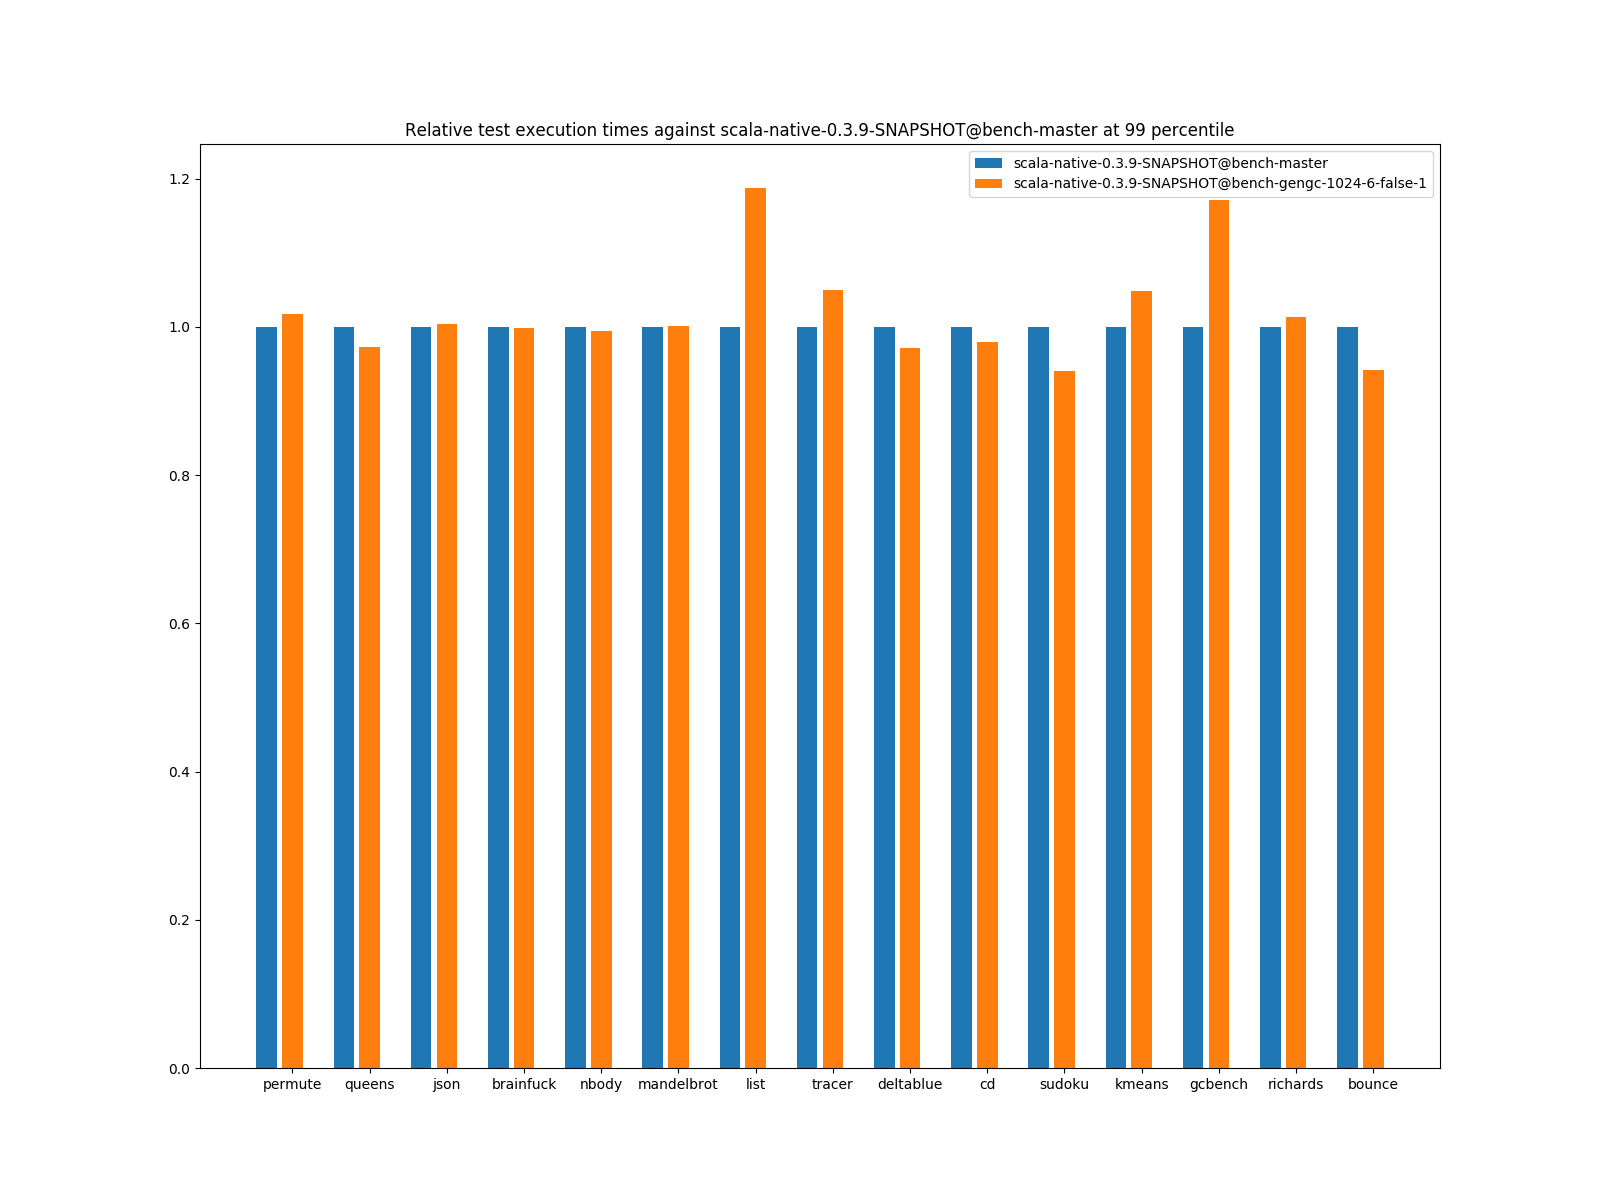 Relative test execution times against scala-native-0.3.9-SNAPSHOT@bench-master at 99 percentile
scala-native-0.3.9-SNAPSHOT@bench-master
scala-native-0.3.9-SNAPSHOT@bench-gengc-1024-6-false-1
1.2
1.0
0.8
0.6
0.4
0.2
0.0
permute queens json brainfuck nbody mandelbrot list tracer deltablue cd sudoku kmeans gcbench richards bounce